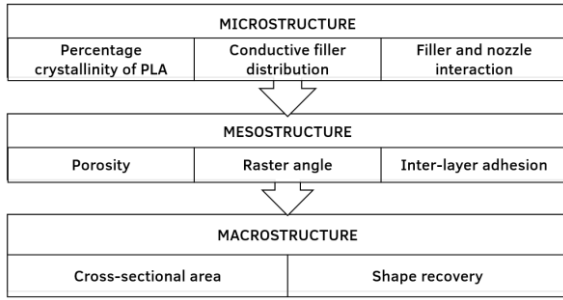 MICROSTRUCTURE
Percentage crystallinity of PLA
Conductive filler distribution
Filler and nozzle interaction
MESOSTRUCTURE
Porosity
Raster angle
Inter-layer adhesion
MACROSTRUCTURE
Cross-sectional area
Shape recovery